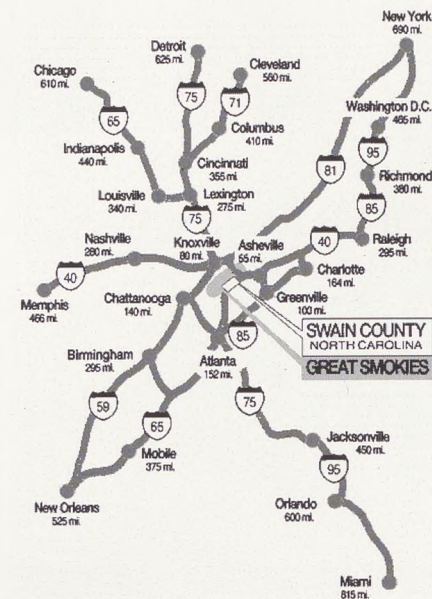 New York
690 mi.
Detroit
625 mi.
Cleveland
560 mi.
Chicago
610 mi.
75
71
Washington D.C.
485 mi.
65
Columbus
410 mi.
95
Indianapolis
440 mi.
Cincinnati
355 mi.
81
Richmond
380 mi.
Louisville
340 mi.
Lexington
275 mi.
85
75
Nashville
280 mi.
Knoxville
80 mi.
Asheville
55 mi.
40
Raleigh
295 mi.
40
Charlotte
164 mi.
Memphis
466 mi.
Chattanooga
140 mi.
Greenville
100 mi.
85
SWAIN COUNTY
NORTH CAROLINA
GREAT SMOKIES
Birmingham
295 mi.
Atlanta
152 mi.
59
65
75
Mobile
375 mi.
Jacksonville
450 mi.
95
New Orleans
525 mi.
Orlando
600 mi.
Miami
815 mi.